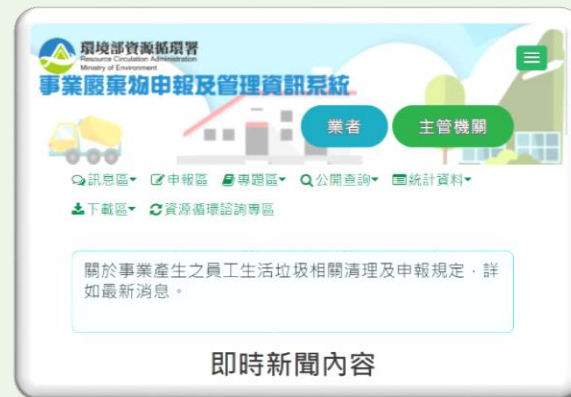 環境部資源循環署
Resource Circulation Administration
Ministry of Environment
事業廢棄物申報及管理資訊系統
業者
主管機關
訊息區 申報區 專題區 公開查詢 統計資料
下載區 資源循環諮詢專區
關於事業產生之員工生活垃圾相關清理及申報規定，詳
如最新消息。
即時新聞內容